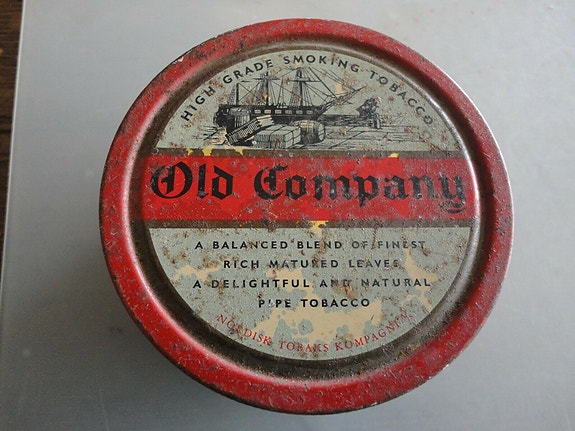 HIGH GRADE SMOKING TOBACCO
Old Company
A BALANCED BLEND OF FINEST
RICH MATURED LEAVES
A DELIGHTFUL AND NATURAL
PIPE TOBACCO
NORDISK TOBAKS KOMPAGNI